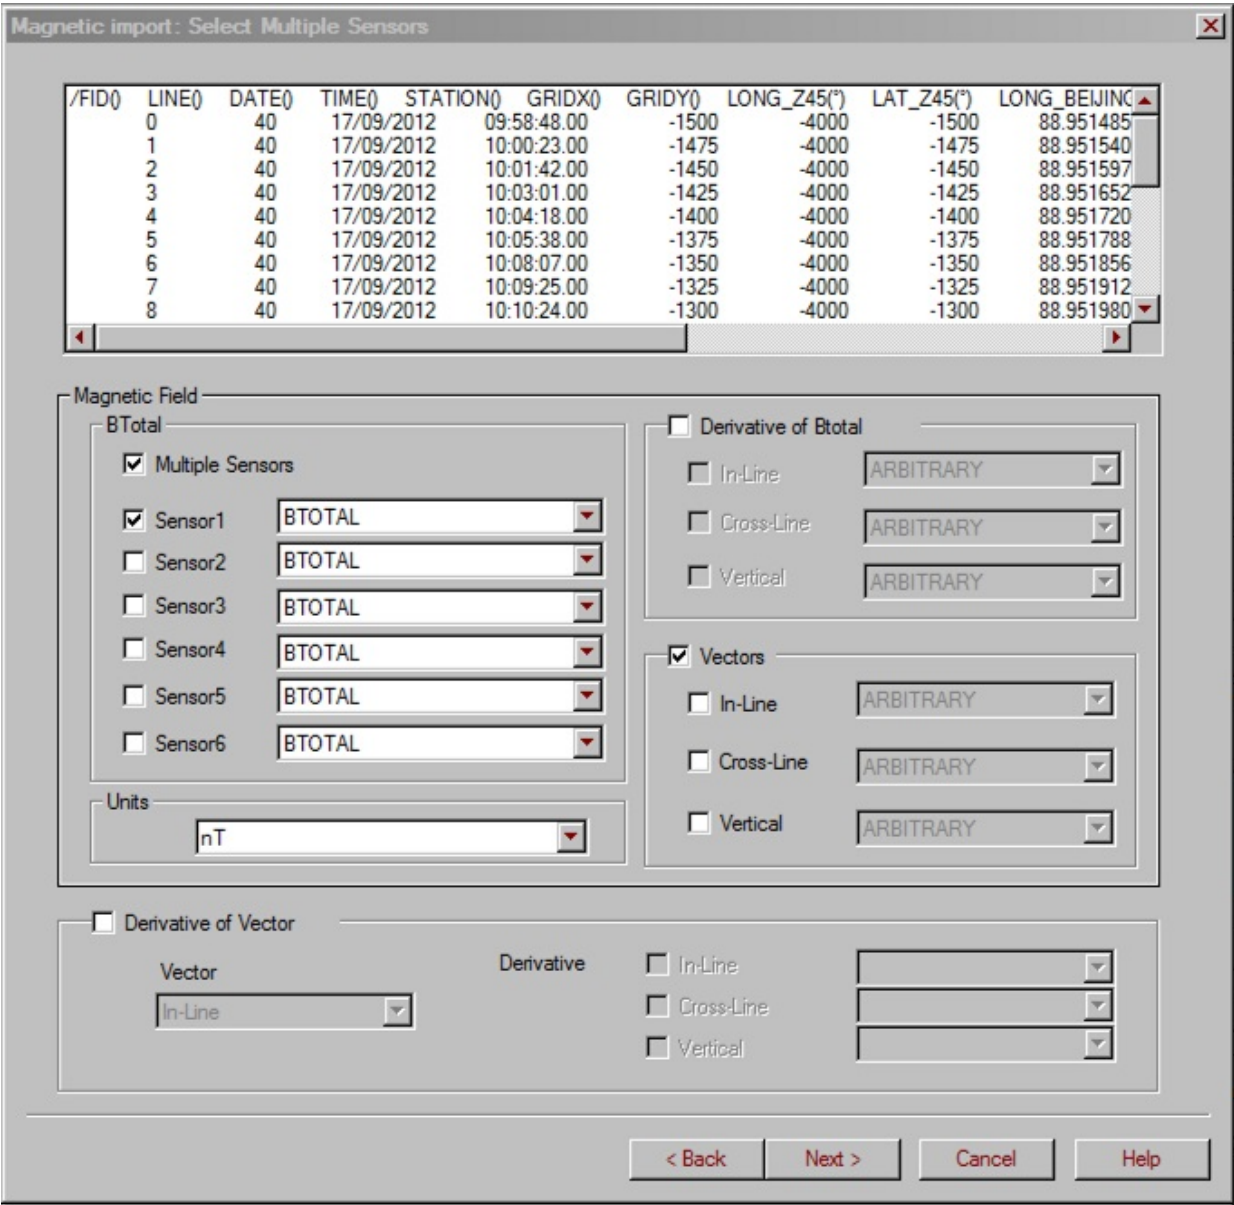 Magnetic import: Select Multiple Sensors
/FID() LINE() DATE() TIME() STATION() GRIDX() GRIDY() LONG_Z45(°) LAT_Z45(°) LONG_BEIJING
0 40 17/09/2012 09:58:48.00 -1500 -4000 -1500 88.951485
1 40 17/09/2012 10:00:23.00 -1475 -4000 -1475 88.951540
2 40 17/09/2012 10:01:42.00 -1450 -4000 -1450 88.951597
3 40 17/09/2012 10:03:01.00 -1425 -4000 -1425 88.951652
4 40 17/09/2012 10:04:18.00 -1400 -4000 -1400 88.951720
5 40 17/09/2012 10:05:38.00 -1375 -4000 -1375 88.951788
6 40 17/09/2012 10:08:07.00 -1350 -4000 -1350 88.951856
7 40 17/09/2012 10:09:25.00 -1325 -4000 -1325 88.951912
8 40 17/09/2012 10:10:24.00 -1300 -4000 -1300 88.951980
Magnetic Field
BTotal
Multiple Sensors
Sensor1 BTOTAL
Sensor2 BTOTAL
Sensor3 BTOTAL
Sensor4 BTOTAL
Sensor5 BTOTAL
Sensor6 BTOTAL
Units
nT
Derivative of Btotal
In-Line ARBITRARY
Cross-Line ARBITRARY
Vertical ARBITRARY
Vectors
In-Line ARBITRARY
Cross-Line ARBITRARY
Vertical ARBITRARY
Derivative of Vector
Vector
In-Line
Derivative
In-Line
Cross-Line
Vertical
< Back Next > Cancel Help